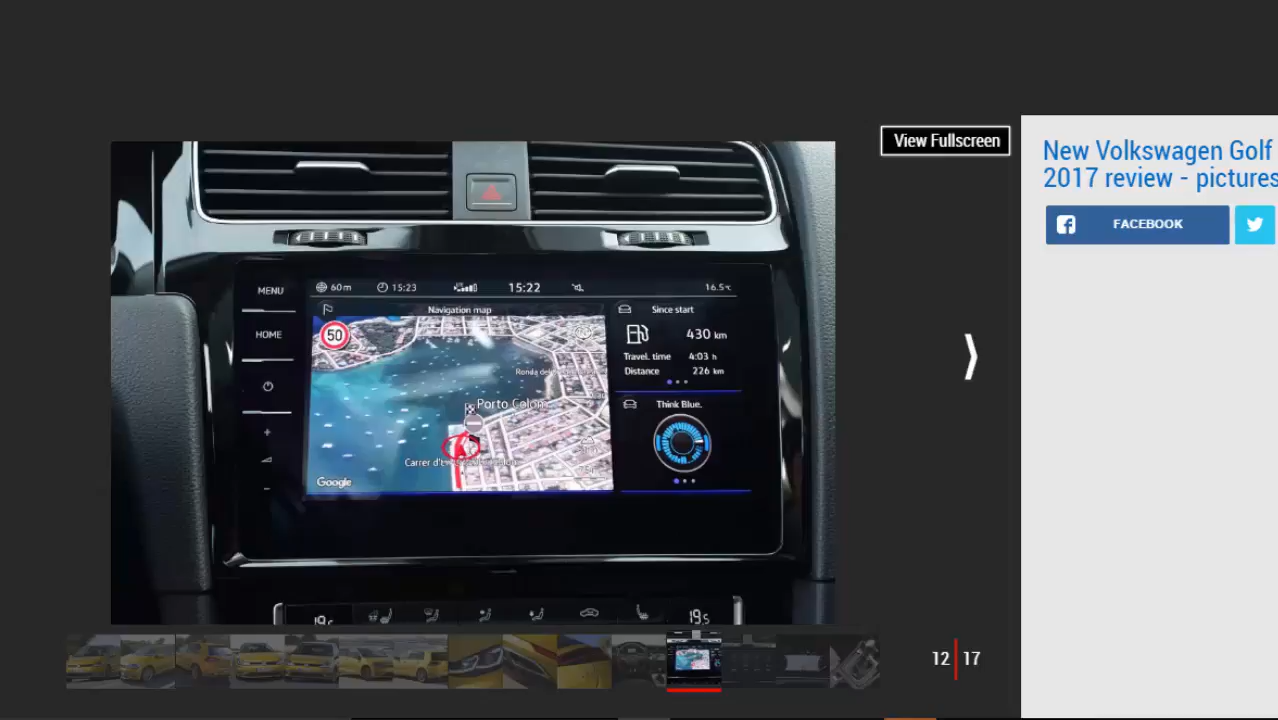 View Fullscreen
New Volkswagen Golf
2017 review - pictures
FACEBOOK
MENU
HOME
60 m
15:23
15:22
16.5°C
Navigation map
50
Porto Colom
Google
Since start
430 km
Travel. time 4:03 h
Distance 226 km
Think Blue.
19.5
12 17